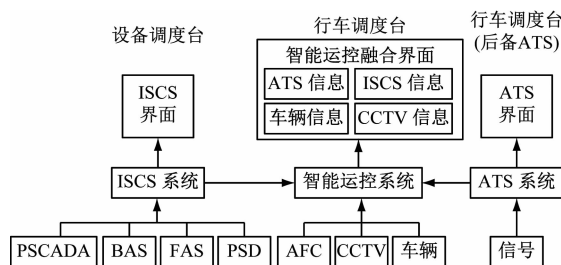 设备调度台
行车调度台
行车调度台
(后备ATS)
ISCS
界面
智能运控融合界面
ATS 信息
ISCS 信息
车辆信息
CCTV 信息
ATS
界面
ISCS 系统
智能运控系统
ATS 系统
PSCADA
BAS
FAS
PSD
AFC
CCTV
车辆
信号